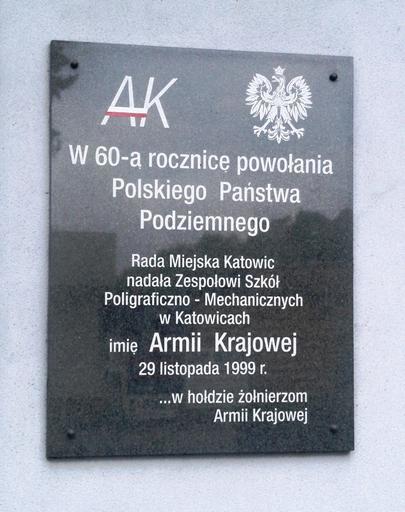 AK
W 60-ą rocznicę powołania
Polskiego Państwa
Podziemnego
Rada Miejska Katowic
nadała Zespołowi Szkół
Poligraficzno - Mechanicznych
w Katowicach
imię Armii Krajowej
29 listopada 1999 r.
...w hołdzie żołnierzom
Armii Krajowej